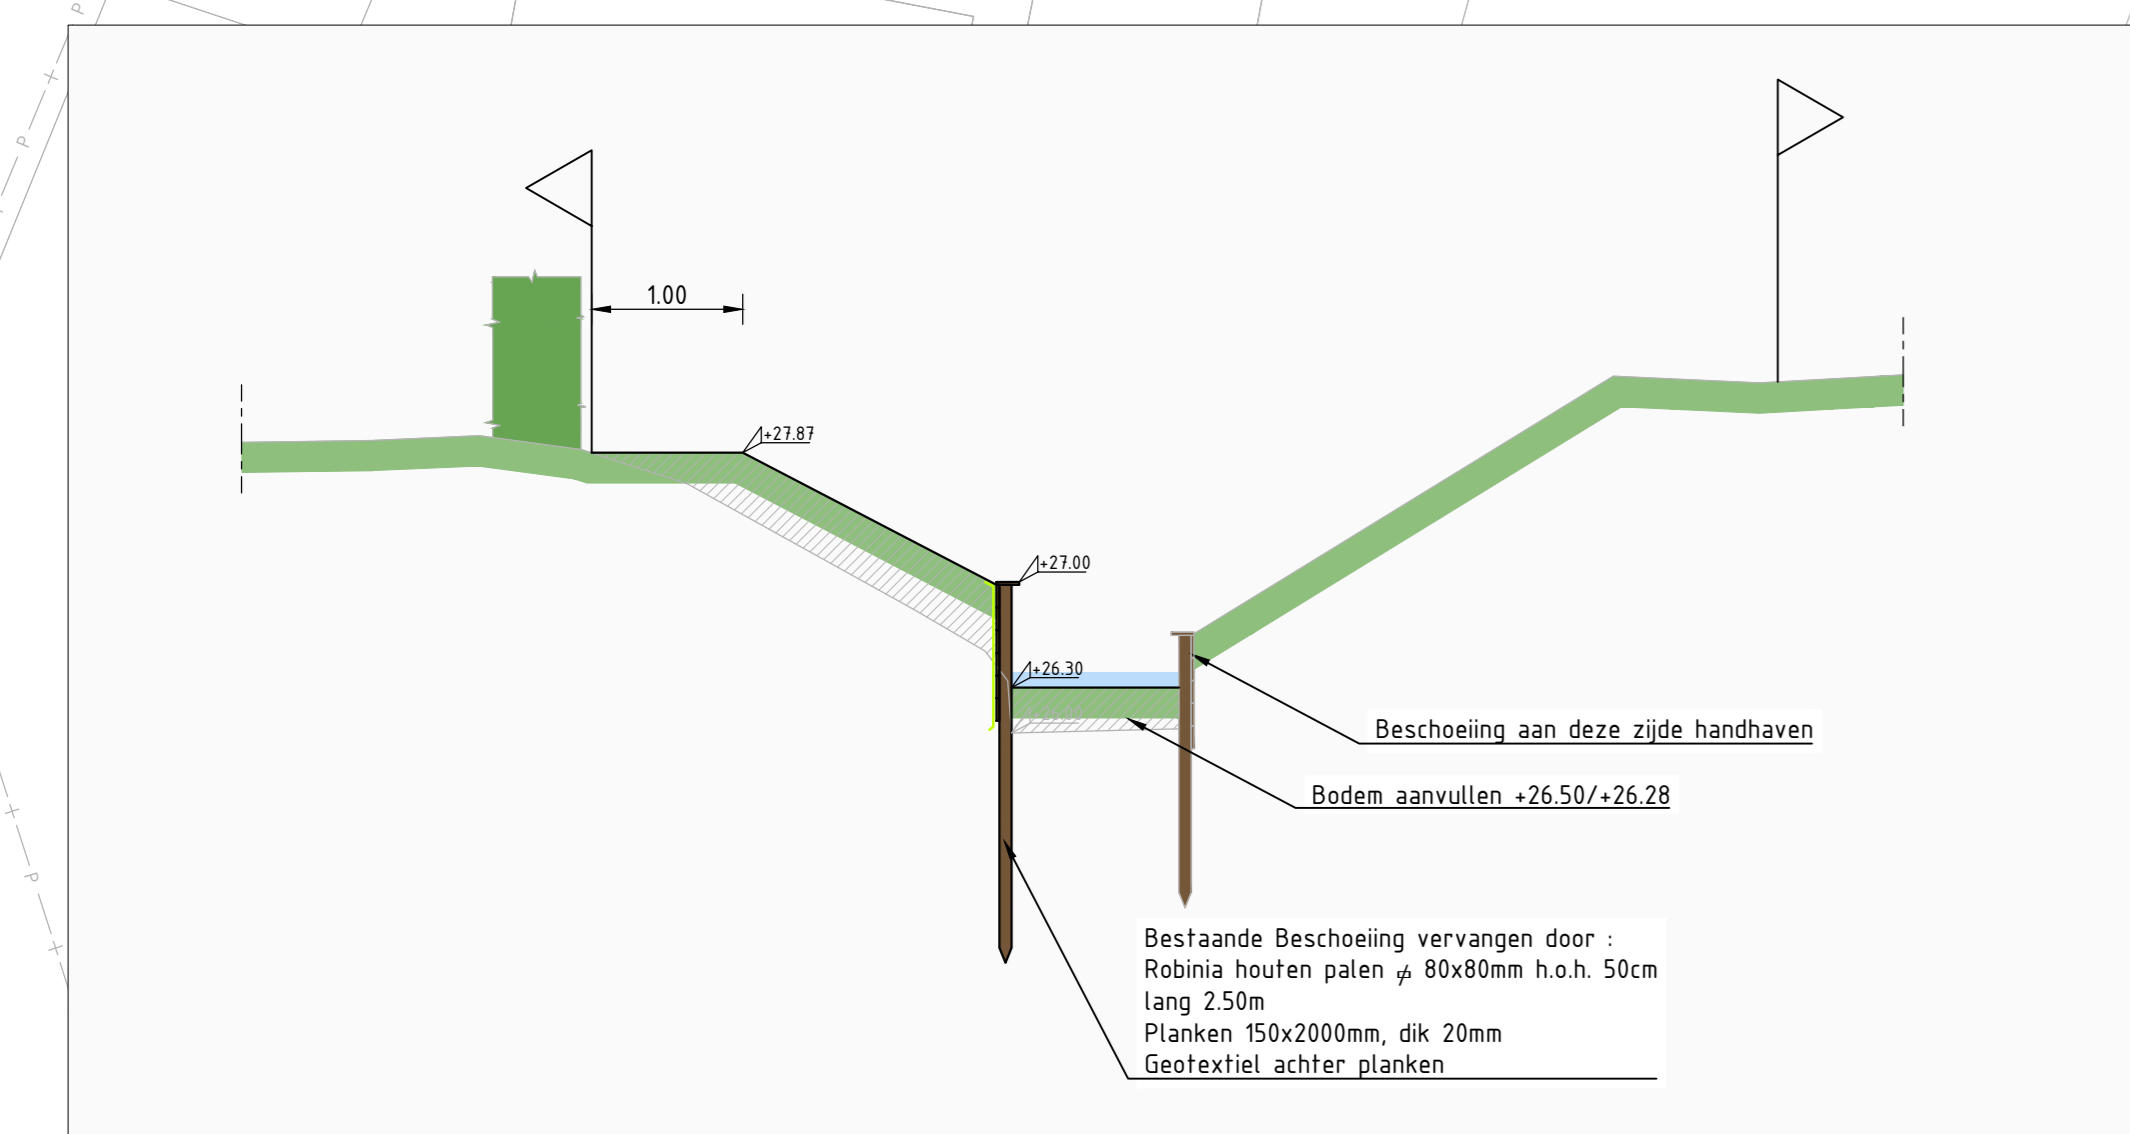 P
P
1.00
+27.87
+27.00
+26.30
+26.00
Beschoeiing aan deze zijde handhaven
Bodem aanvullen +26.50/+26.28
P
Bestaande Beschoeiing vervangen door :
Robinia houten palen 80x80mm h.o.h. 50cm
lang 2.50m
Planken 150x2000mm, dik 20mm
Geotextiel achter planken